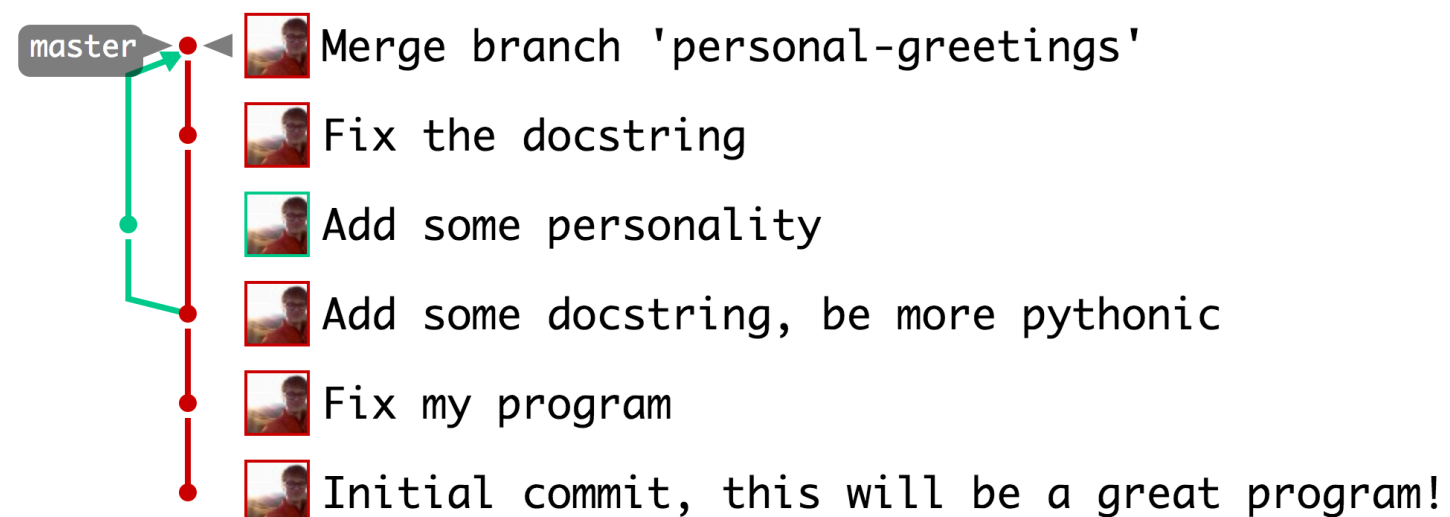 master
Merge branch 'personal-greetings'
Fix the docstring
Add some personality
Add some docstring, be more pythonic
Fix my program
Initial commit, this will be a great program!